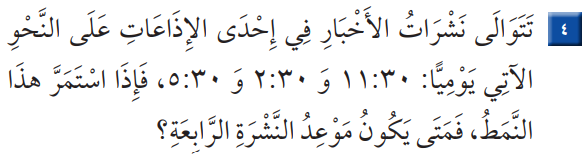 ٤ تَتَوَالَى نَشْرَاتُ الأَخْبَارِ فِي إِحْدَى الإِذَاعَاتِ عَلَى النَّحْوِ
الآتِي يَوْمِيًّا: ١١:٣٠ وَ ٢:٣٠ وَ ٥:٣٠، فَإِذَا اسْتَمَرَّ هذَا
النَّمَطُ، فَمَتَى يَكُونُ مَوْعِدُ النَّشْرَةِ الرَّابِعَةِ؟